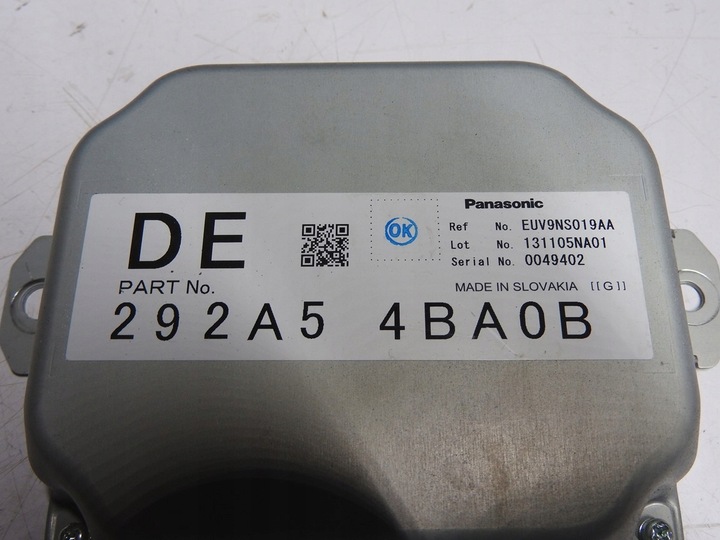 DE
OK
Panasonic
Ref No. EUV9NS019AA
Lot No. 131105NA01
Serial No. 0049402
PART No.
MADE IN SLOVAKIA [[G]]
292A5 4BA0B